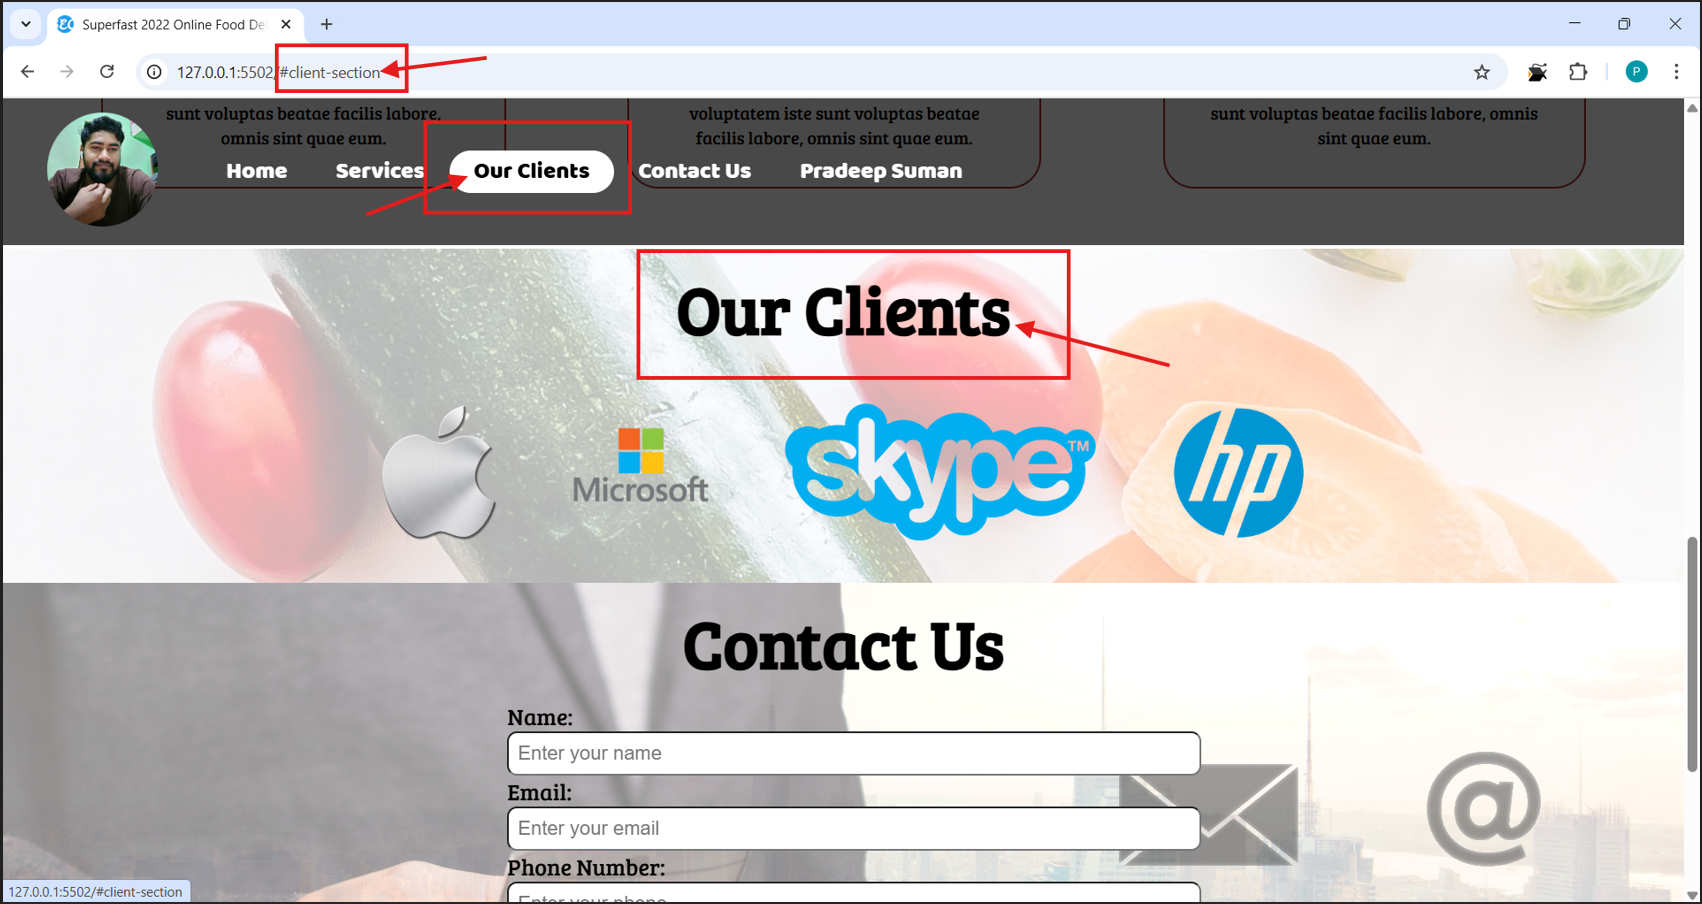 Superfast 2022 Online Food De
127.0.0.1:5502/#client-section
P
sunt voluptas beatae facilis labore,
omnis sint quae eum.
voluptatem iste sunt voluptas beatae
facilis labore, omnis sint quae eum.
sunt voluptas beatae facilis labore, omnis
sint quae eum.
Home Services Our Clients Contact Us Pradeep Suman
Our Clients
Microsoft
skype™
hp
Contact Us
Name:
Enter your name
Email:
Enter your email
@
Phone Number:
Enter your phone
127.0.0.1:5502/#client-section